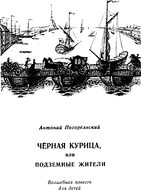 Антоний Погорельский
ЧЁРНАЯ КУРИЦА,
или
ПОДЗЕМНЫЕ ЖИТЕЛИ
Волшебная повесть
для детей